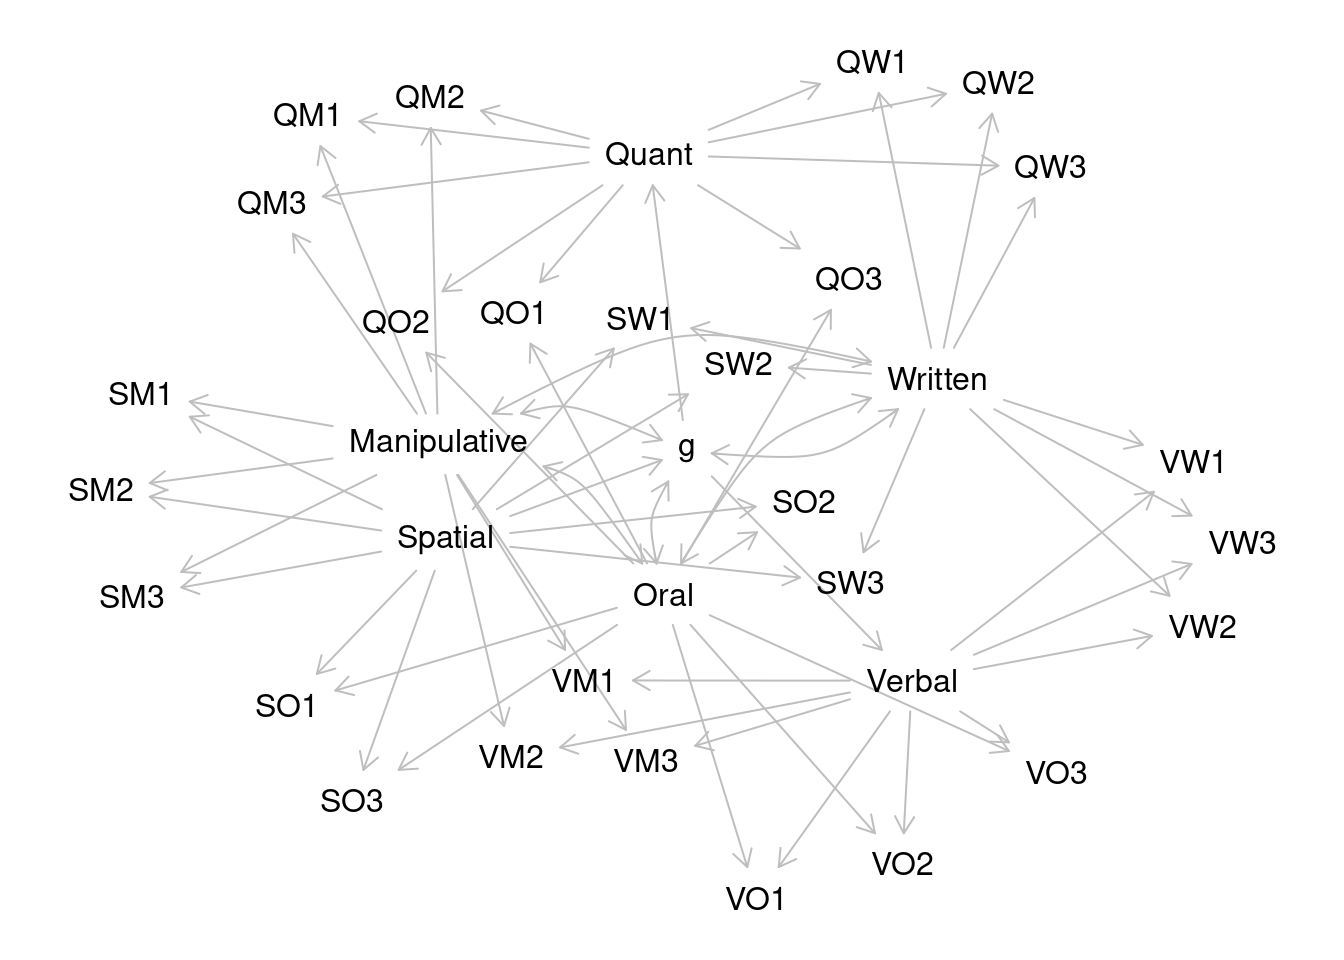 QW1
QW2
QM2
QM1
Quant
QW3
QM3
QO3
QO1
SW1
QO2
SW2
Written
SM1
Manipulative
g
VW1
SM2
SO2
Spatial
VW3
SW3
Oral
SM3
VW2
VM1
Verbal
SO1
VM2
VM3
VO3
SO3
VO2
VO1